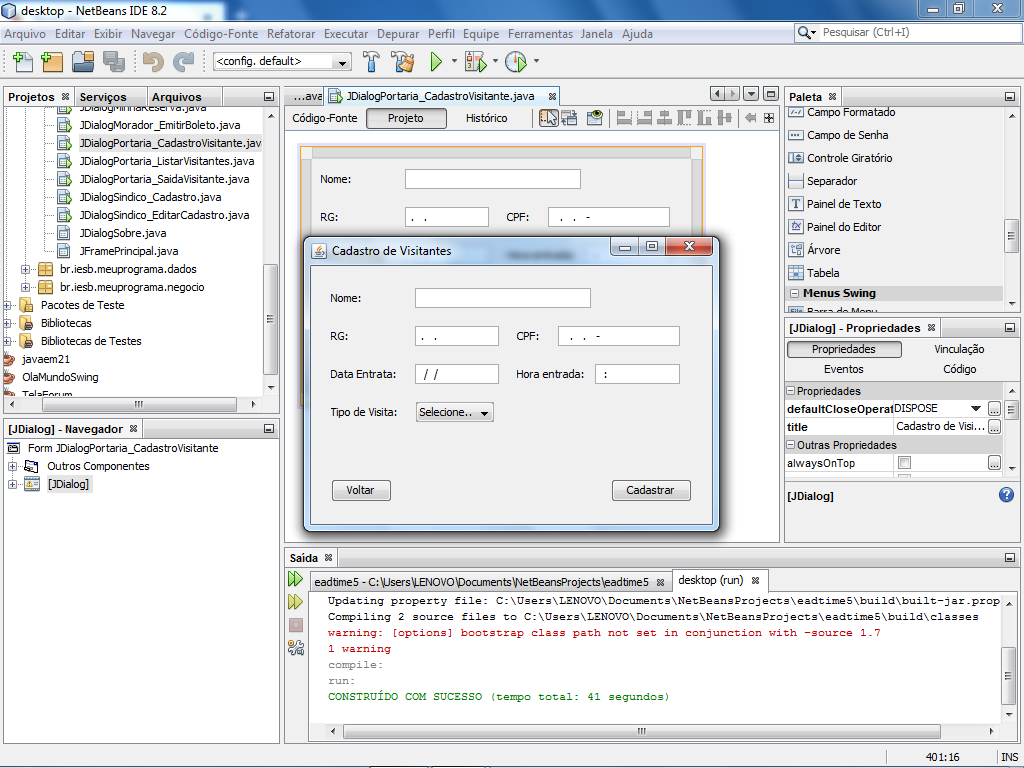 desktop - NetBeans IDE 8.2
Arquivo Editar Exibir Navegar Código-Fonte Refatorar Executar Depurar Perfil Equipe Ferramentas Janela Ajuda
Pesquisar (Ctrl+I)
<config. default>
Projetos Serviços Arquivos
JDialogMinhaReserva.java
JDialogMorador_EmitirBoleto.java
JDialogPortaria_CadastroVisitante.jav
JDialogPortaria_ListarVisitantes.java
JDialogPortaria_SaidaVisitante.java
JDialogSindico_Cadastro.java
JDialogSindico_EditarCadastro.java
JDialogSobre.java
JFramePrincipal.java
br.iesb.meuprograma.dados
br.iesb.meuprograma.negocio
Pacotes de Teste
Bibliotecas
Bibliotecas de Testes
javaem21
OlaMundoSwing
TelaForum
[JDialog] - Navegador
Form JDialogPortaria_CadastroVisitante
Outros Componentes
[JDialog]
...ava JDialogPortaria_CadastroVisitante.java
Código-Fonte Projeto Histórico
Nome:
RG: . . CPF: . . -
Hora entrada:
Cadastro de Visitantes
Nome:
RG: . . CPF: . . -
Data Entrata: / / Hora entrada: :
Tipo de Visita: Selecione..
Voltar Cadastrar
Paleta
Campo Formatado
Campo de Senha
Controle Giratório
Separador
Painel de Texto
Painel do Editor
Árvore
Tabela
Menus Swing
Barra de Menu
[JDialog] - Propriedades
Propriedades Vinculação
Eventos Código
Propriedades
defaultCloseOperat DISPOSE ...
title Cadastro de Visi... ...
Outras Propriedades
alwaysOnTop ...
[JDialog]
Saída
eadtime5 - C:\Users\LENOVO\Documents\NetBeansProjects\eadtime5 desktop (run)
Updating property file: C:\Users\LENOVO\Documents\NetBeansProjects\eadtime5\build\built-jar.prop
Compiling 2 source files to C:\Users\LENOVO\Documents\NetBeansProjects\eadtime5\build\classes
warning: [options] bootstrap class path not set in conjunction with -source 1.7
1 warning
compile:
run:
CONSTRUÍDO COM SUCESSO (tempo total: 41 segundos)
401:16 INS